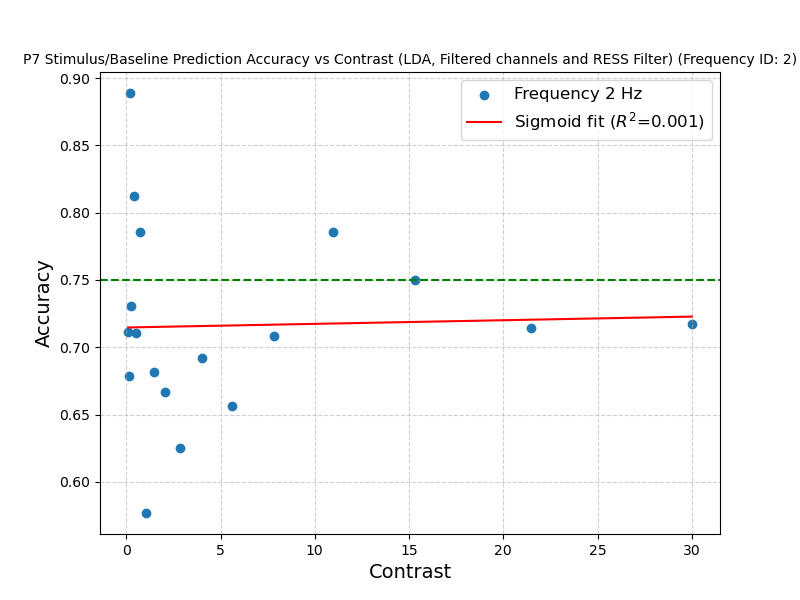 P7 Stimulus/Baseline Prediction Accuracy vs Contrast (LDA, Filtered channels and RESS Filter) (Frequency ID: 2)
Frequency 2 Hz
Sigmoid fit (R²=0.001)
0.90
0.85
0.80
0.75
0.70
0.65
0.60
Accuracy
0 5 10 15 20 25 30
Contrast